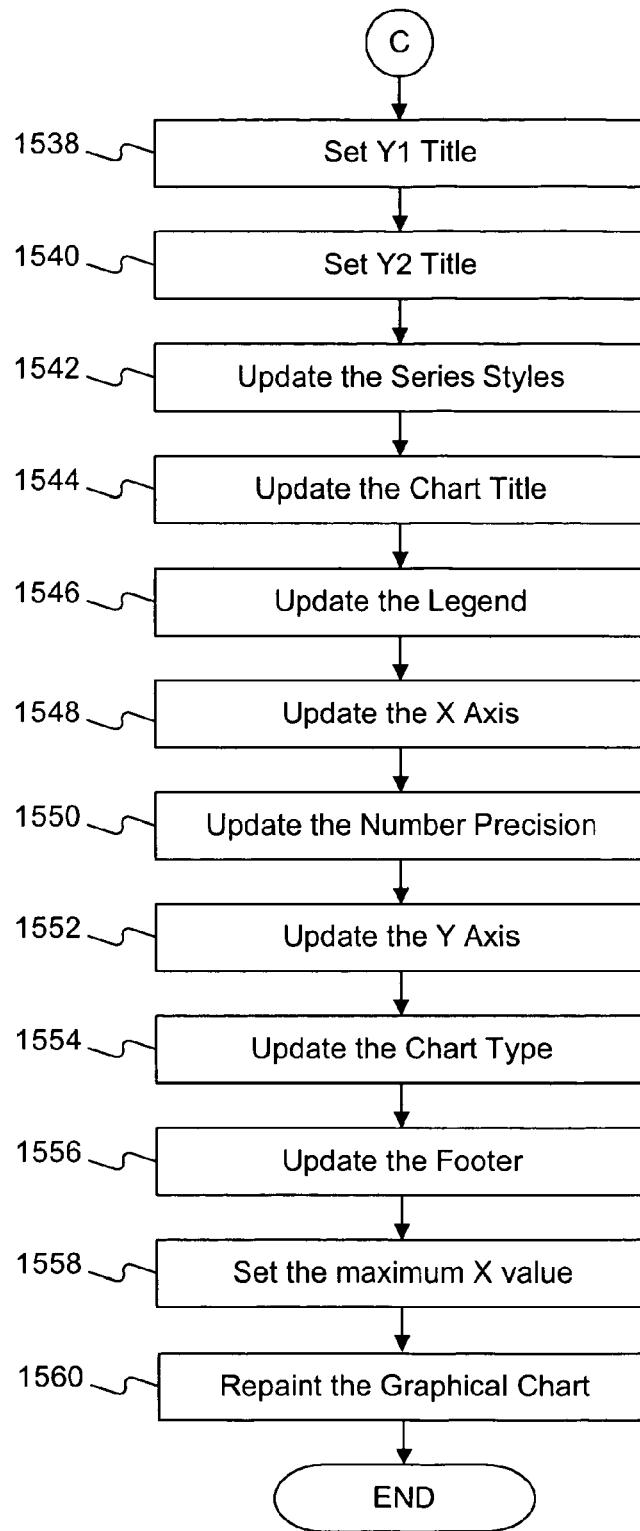 C
1538 Set Y1 Title
1540 Set Y2 Title
1542 Update the Series Styles
1544 Update the Chart Title
1546 Update the Legend
1548 Update the X Axis
1550 Update the Number Precision
1552 Update the Y Axis
1554 Update the Chart Type
1556 Update the Footer
1558 Set the maximum X value
1560 Repaint the Graphical Chart
END